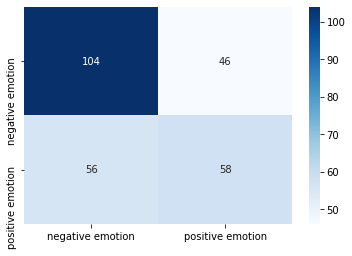 104 46
56 58
negative emotion
positive emotion
negative emotion positive emotion
100
90
80
70
60
50